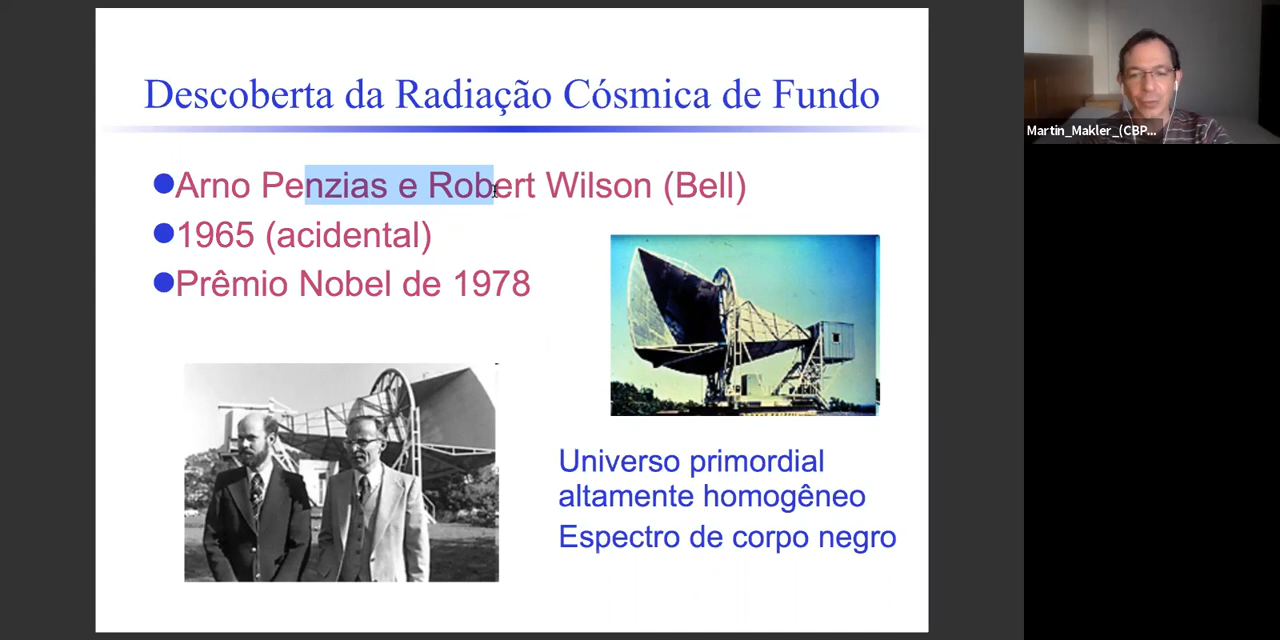 Descoberta da Radiação Cósmica de Fundo
Arno Penzias e Robert Wilson (Bell)
1965 (acidental)
Prêmio Nobel de 1978
Universo primordial
altamente homogêneo
Espectro de corpo negro
Martin_Makler_(CBP...